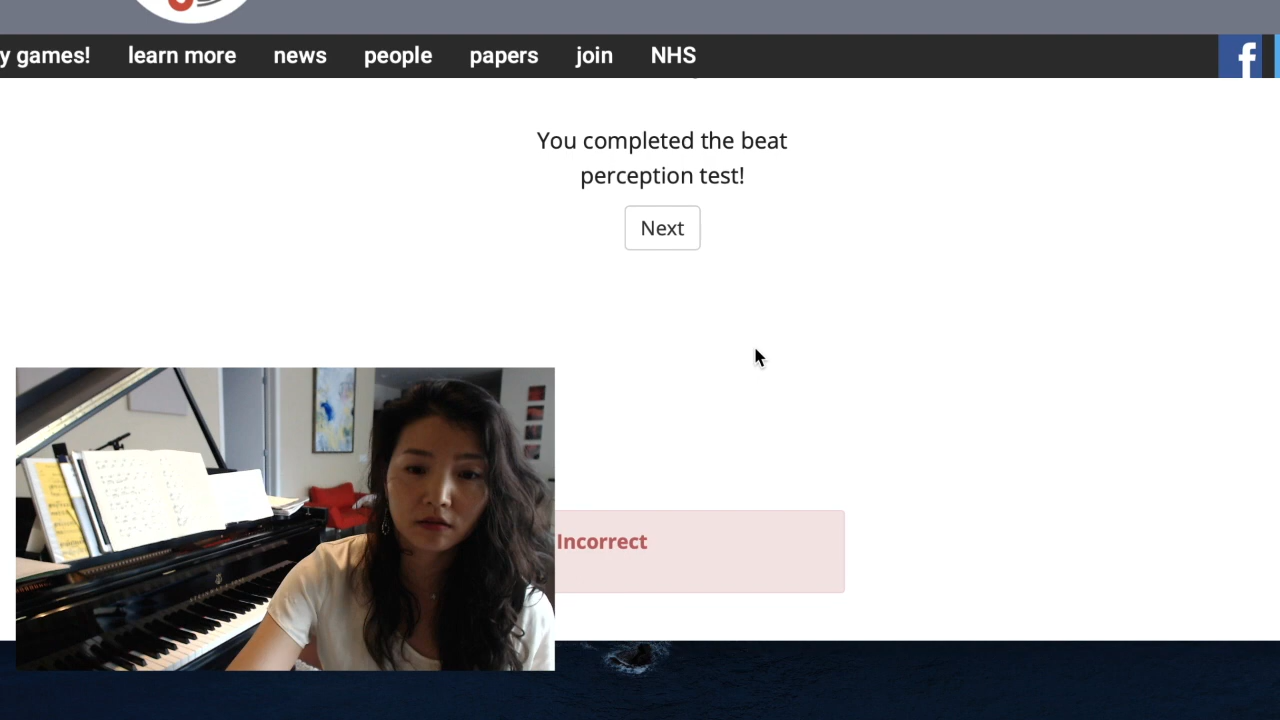 y games! learn more news people papers join NHS
f
You completed the beat
perception test!
Next
Incorrect